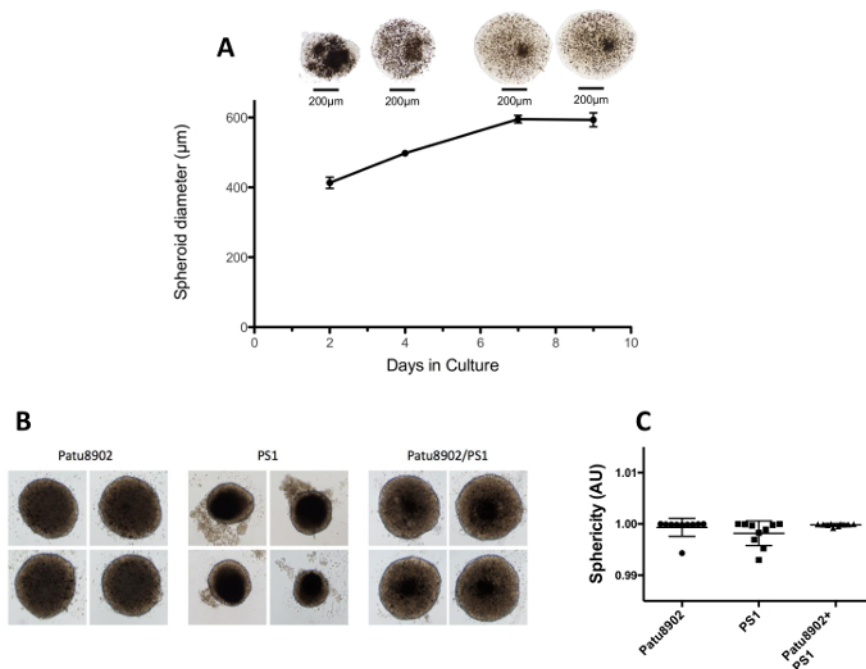 A
200μm 200μm 200μm 200μm
600
400
200
0
Spheroid diameter (μm)
0 2 4 6 8 10
Days in Culture
B
Patu8902 PS1 Patu8902/PS1
C
1.01
1.00
0.99
Sphericity (AU)
Patu8902
PS1
Patu8902+
PS1